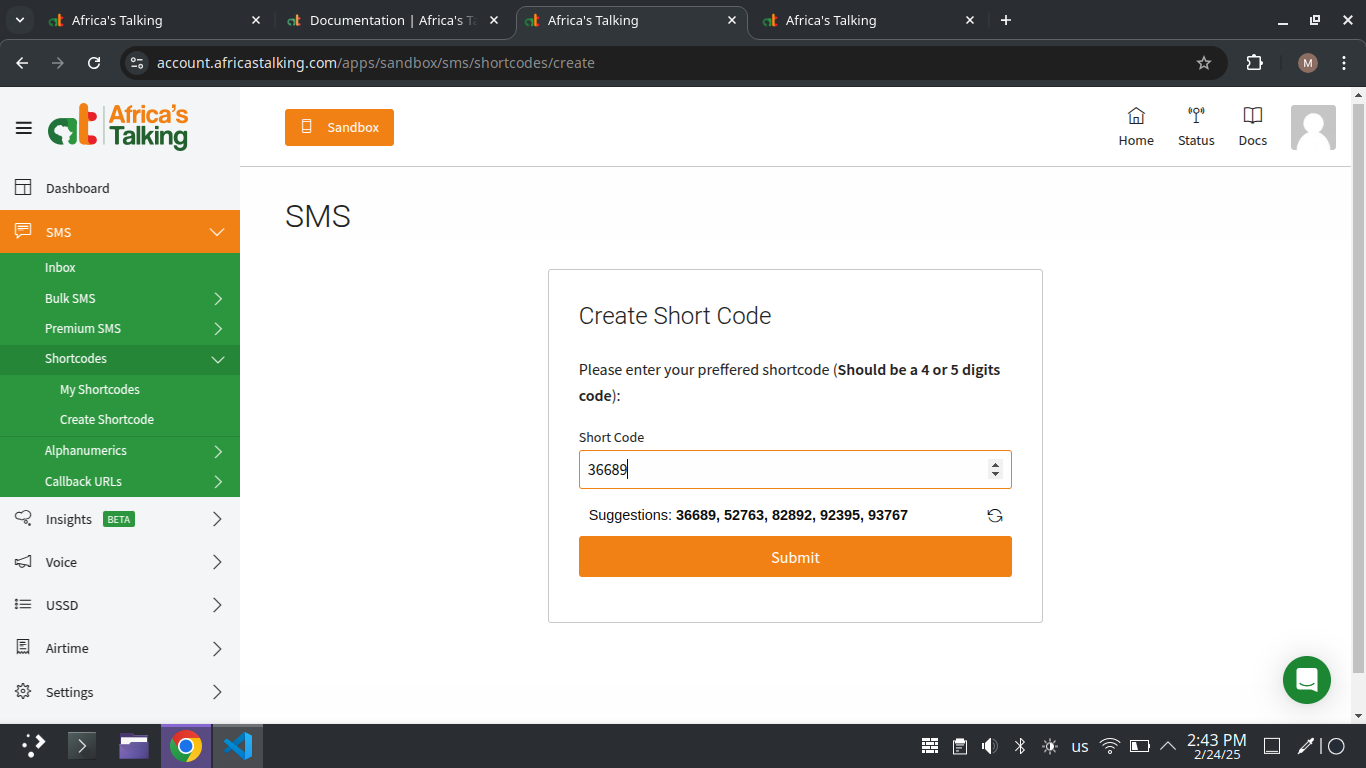 Africa's Talking
Documentation | Africa's Ta
Africa's Talking
Africa's Talking
account.africastalking.com/apps/sandbox/sms/shortcodes/create
M
Africa's
Talking
Sandbox
Home
Status
Docs
Dashboard
SMS
Inbox
Bulk SMS
Premium SMS
Shortcodes
My Shortcodes
Create Shortcode
Alphanumerics
Callback URLs
Insights BETA
Voice
USSD
Airtime
Settings
SMS
Create Short Code
Please enter your preffered shortcode (Should be a 4 or 5 digits
code):
Short Code
36689
Suggestions: 36689, 52763, 82892, 92395, 93767
Submit
us
2:43 PM
2/24/25